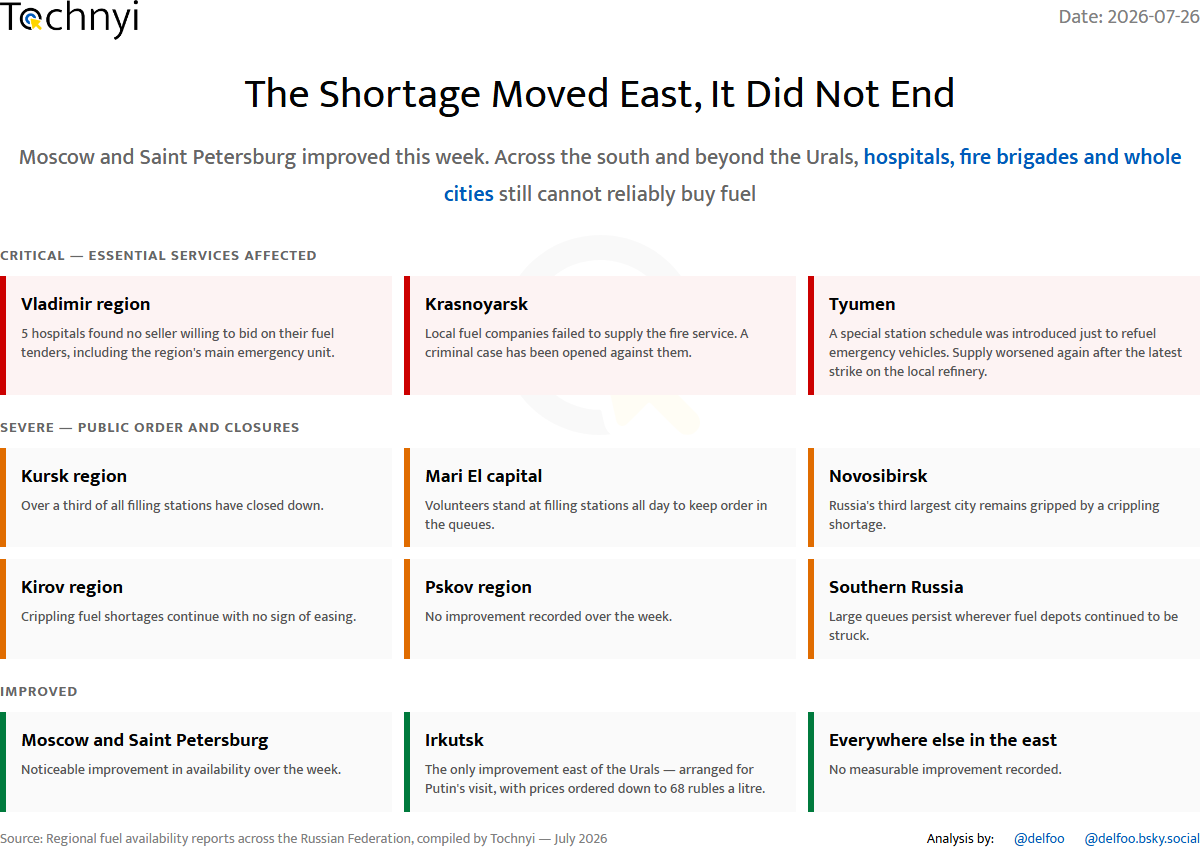 Tochnyi
Date: 2026-07-26
The Shortage Moved East, It Did Not End
Moscow and Saint Petersburg improved this week. Across the south and beyond the Urals, hospitals, fire brigades and whole
cities still cannot reliably buy fuel
CRITICAL — ESSENTIAL SERVICES AFFECTED
Vladimir region
5 hospitals found no seller willing to bid on their fuel
tenders, including the region's main emergency unit.
Krasnoyarsk
Local fuel companies failed to supply the fire service. A
criminal case has been opened against them.
Tyumen
A special station schedule was introduced just to refuel
emergency vehicles. Supply worsened again after the latest
strike on the local refinery.
SEVERE — PUBLIC ORDER AND CLOSURES
Kursk region
Over a third of all filling stations have closed down.
Mari El capital
Volunteers stand at filling stations all day to keep order in
the queues.
Novosibirsk
Russia's third largest city remains gripped by a crippling
shortage.
Kirov region
Crippling fuel shortages continue with no sign of easing.
Pskov region
No improvement recorded over the week.
Southern Russia
Large queues persist wherever fuel depots continued to be
struck.
IMPROVED
Moscow and Saint Petersburg
Noticeable improvement in availability over the week.
Irkutsk
The only improvement east of the Urals — arranged for
Putin's visit, with prices ordered down to 68 rubles a litre.
Everywhere else in the east
No measurable improvement recorded.
Source: Regional fuel availability reports across the Russian Federation, compiled by Tochnyi — July 2026
Analysis by: @delfoo @delfoo.bsky.social